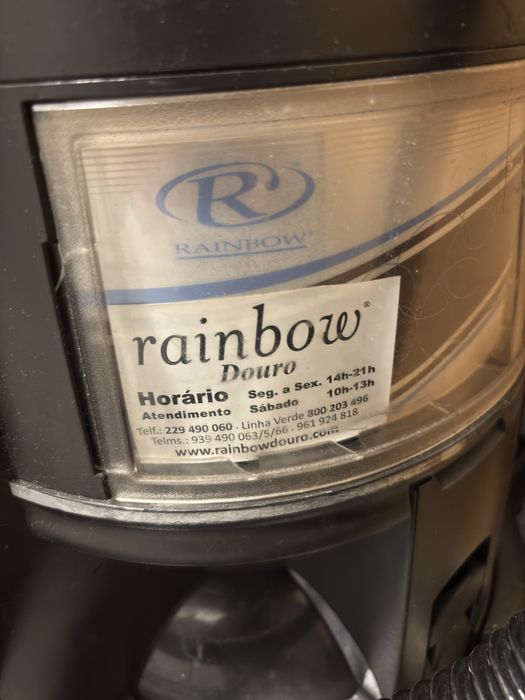 R
RAINBOW®
rainbow®
Douro
Horário Seg. a Sex. 14h-21h
Atendimento Sábado 10h-13h
Telf.: 229 490 060 - Linha Verde 800 203 496
Telms.: 939 490 063/5/66 - 961 924 818
www.rainbowdouro.com